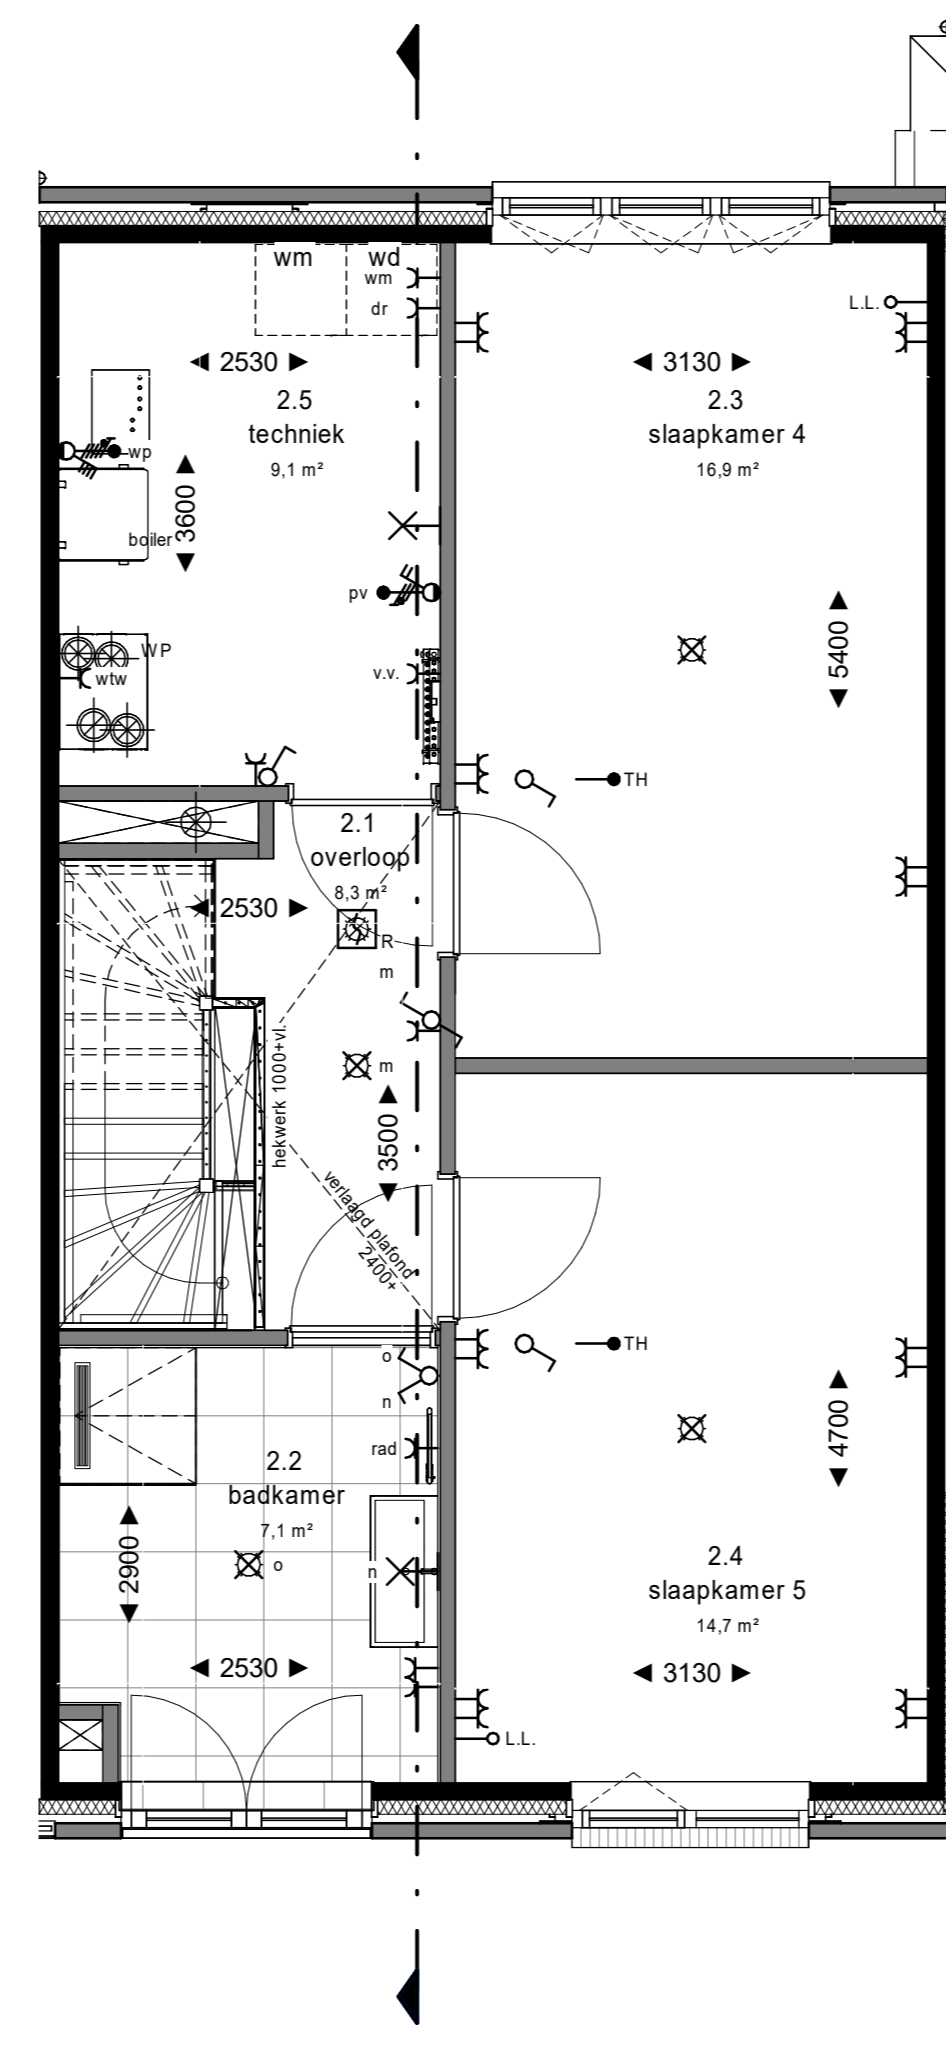 wm
wd
wm
dr
L.L.
2530
3130
2.5
techniek
9,1 m²
2.3
slaapkamer 4
16,9 m²
wp
3600
boiler
pv
5400
WP
wtw
v.v.
TH
2.1
overloop
8,3 m²
2530
R
m
hekwerk 1000+vl.
m
3500
verlaagd plafond
2400+
o
TH
n
rad
2.2
badkamer
7,1 m²
4700
2900
o
n
2.4
slaapkamer 5
14,7 m²
2530
3130
L.L.